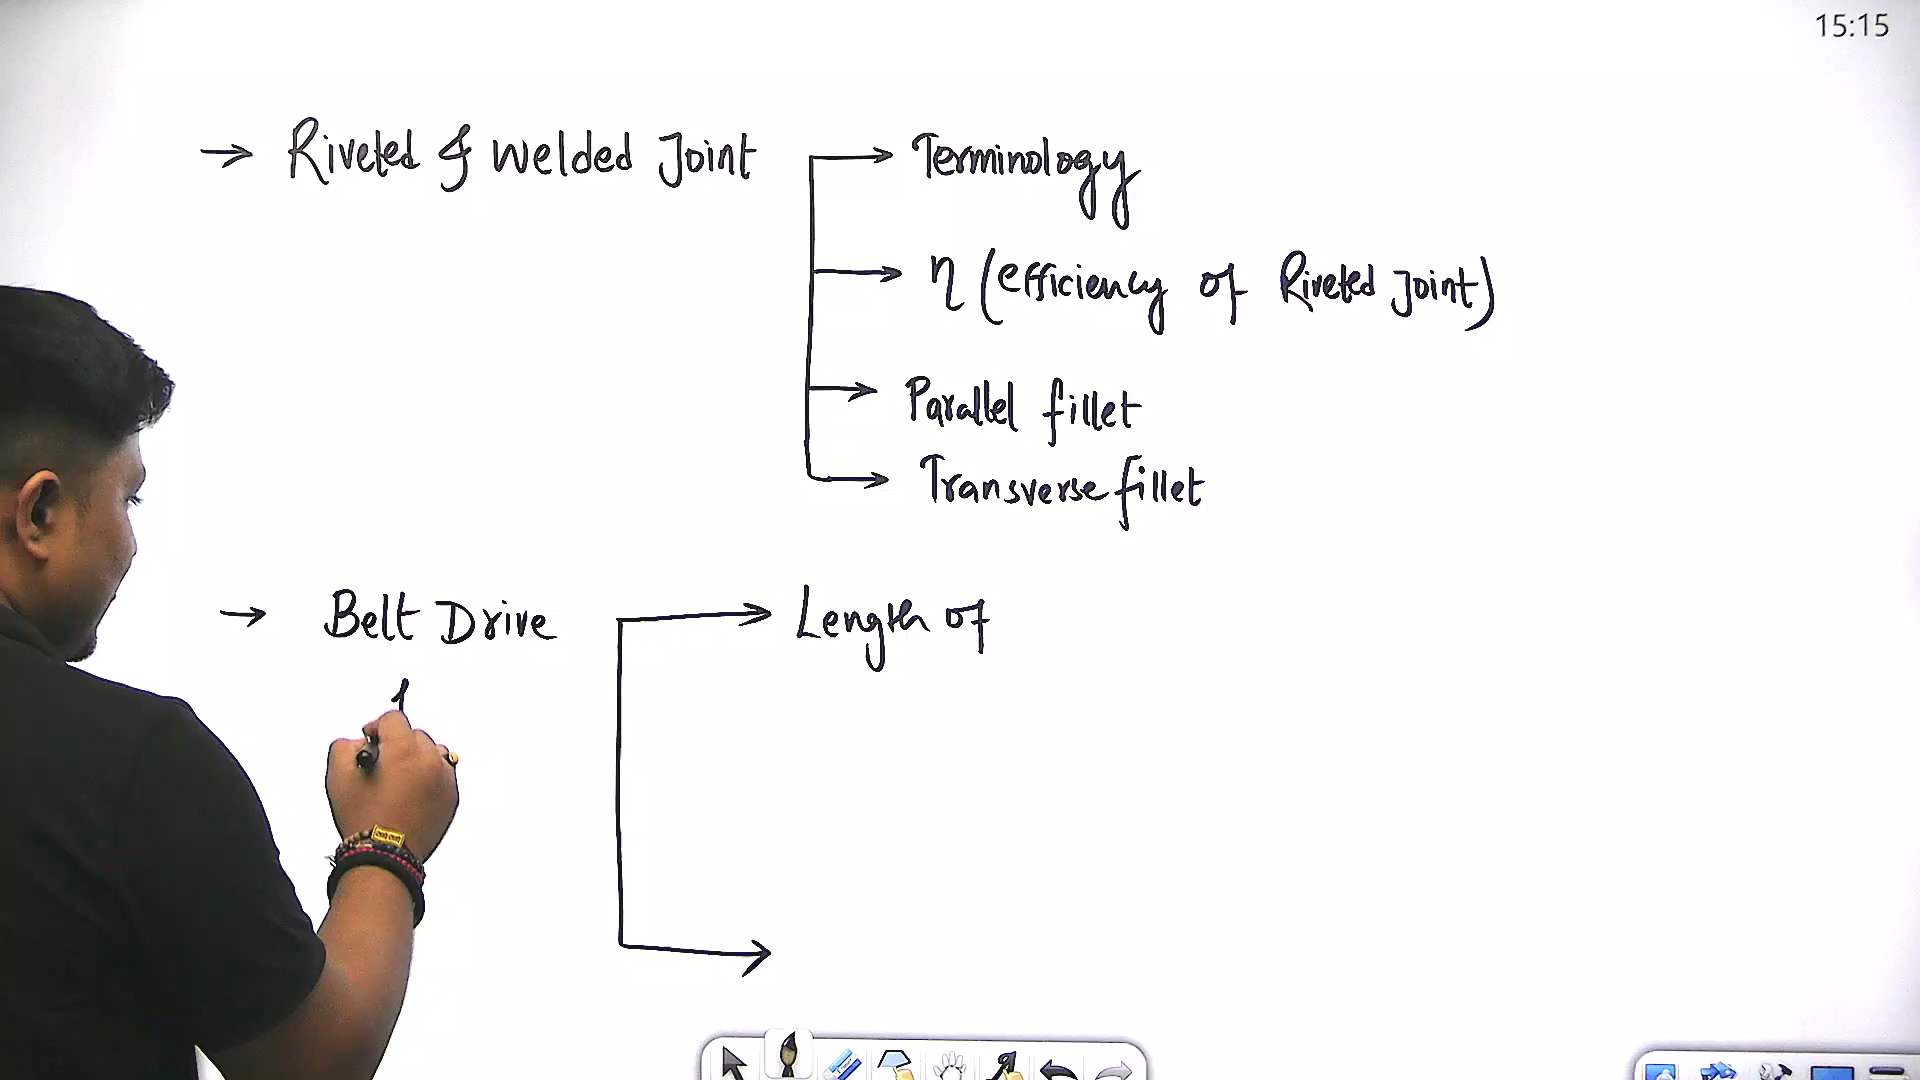 15:15
→ Riveted & Welded Joint → Terminology
→ η (efficiency of Riveted Joint)
→ Parallel fillet
→ Transverse fillet
→ Belt Drive → Length of